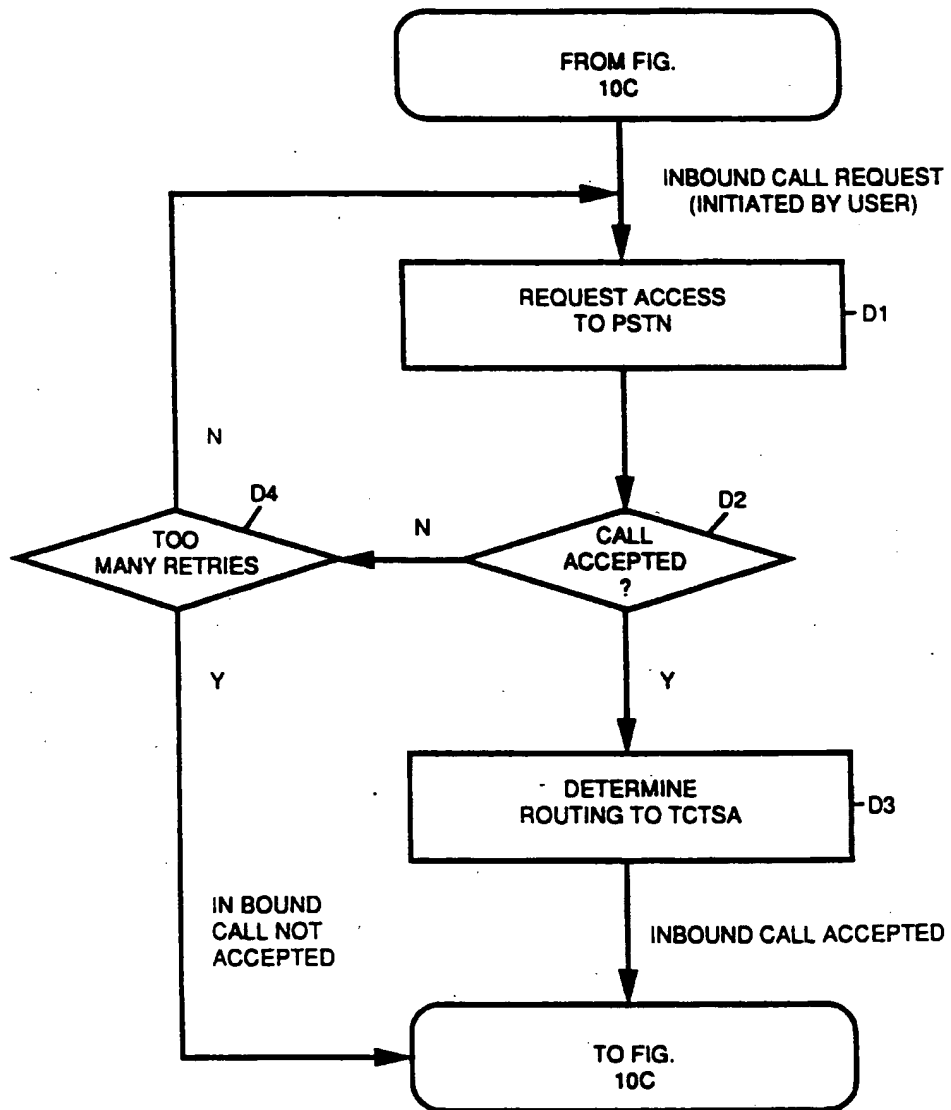 FROM FIG.
10C
INBOUND CALL REQUEST
(INITIATED BY USER)
REQUEST ACCESS
TO PSTN
D1
N
D4
TOO
MANY RETRIES
N
D2
CALL
ACCEPTED
?
Y
Y
DETERMINE
ROUTING TO TCTSA
D3
IN BOUND
CALL NOT
ACCEPTED
INBOUND CALL ACCEPTED
TO FIG.
10C